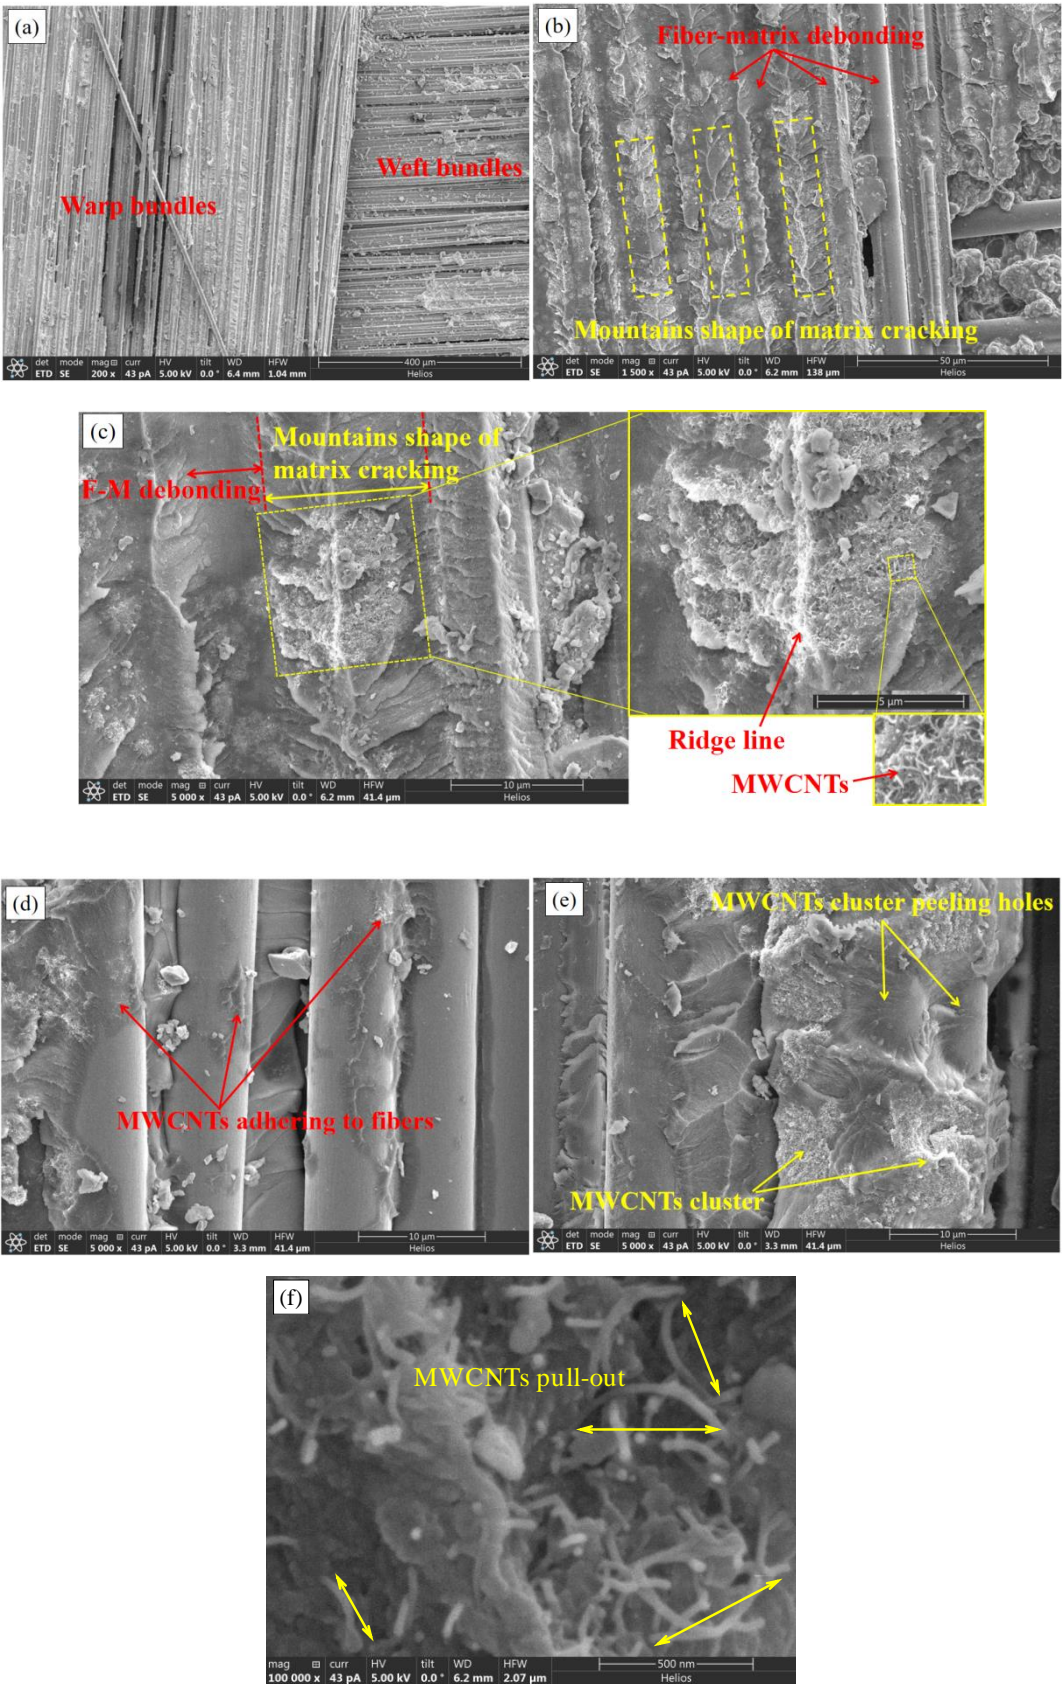 (a)
Warp bundles
Weft bundles
det mode mag curr HV tilt WD HFW 400 μm
ETD SE 200 x 43 pA 5.00 kV 0.0 ° 6.4 mm 1.04 mm Helios
(b)
Fiber-matrix debonding
Mountains shape of matrix cracking
det mode mag curr HV tilt WD HFW 50 μm
ETD SE 1 500 x 43 pA 5.00 kV 0.0 ° 6.2 mm 138 μm Helios
(c)
Mountains shape of
matrix cracking
F-M debonding
5 μm
Ridge line
MWCNTs
det mode mag curr HV tilt WD HFW 10 μm
ETD SE 5 000 x 43 pA 5.00 kV 0.0 ° 6.2 mm 41.4 μm Helios
(d)
MWCNTs adhering to fibers
det mode mag curr HV tilt WD HFW 10 μm
ETD SE 5 000 x 43 pA 5.00 kV 0.0 ° 3.3 mm 41.4 μm Helios
(e)
MWCNTs cluster peeling holes
MWCNTs cluster
det mode mag curr HV tilt WD HFW 10 μm
ETD SE 5 000 x 43 pA 5.00 kV 0.0 ° 3.3 mm 41.4 μm Helios
(f)
MWCNTs pull-out
mag curr HV tilt WD HFW 500 nm
100 000 x 43 pA 5.00 kV 0.0 ° 6.2 mm 2.07 μm Helios